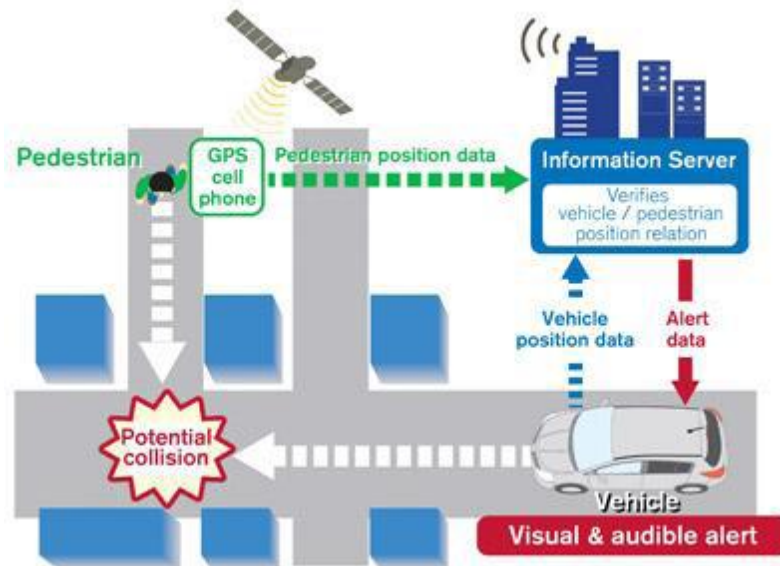 Pedestrian
GPS
cell
phone
Pedestrian position data
Information Server
Verifies
vehicle / pedestrian
position relation
Vehicle
position data
Alert
data
Potential
collision
Vehicle
Visual & audible alert